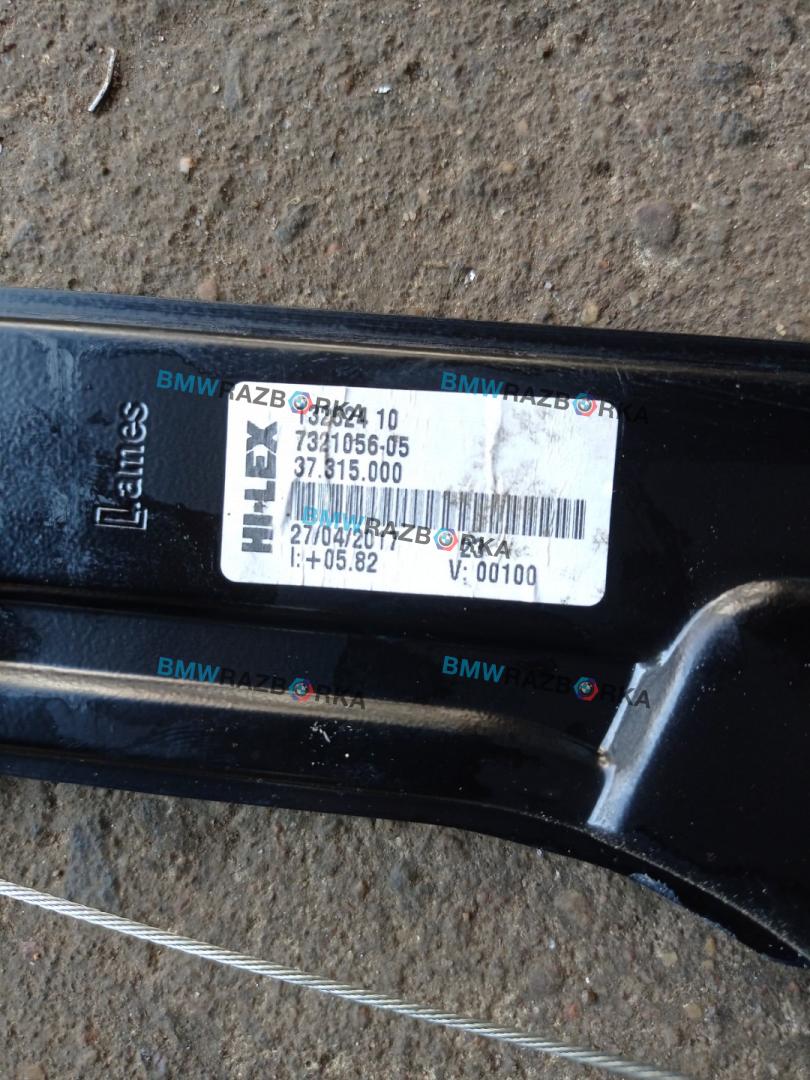 Lames
HI-LEX
132624 10
7321056-05
37.315.000
27/04/2017
I:+05.82 V: 00100
BMWRAZBORKA
BMWRAZBORKA
BMWRAZBORKA
BMWRAZBORKA
BMWRAZBORKA